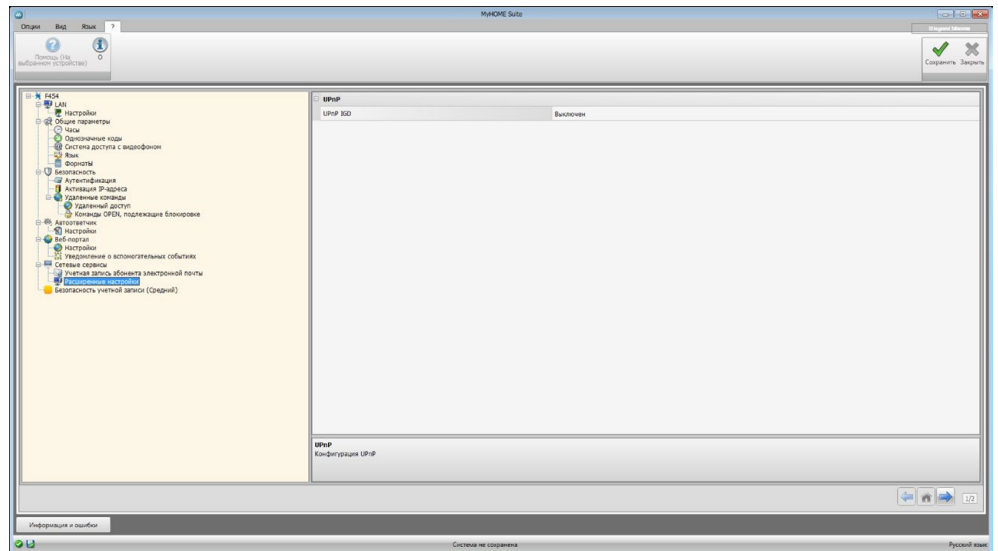 MyHOME Suite
Опции Вид Язык ?
Помощь (На выбранном устройстве)
О
Сохранить Закрыть
F454
LAN
Настройки
Общие параметры
Часы
Однозначные коды
Система доступа с видеофоном
Язык
Форматы
Безопасность
Аутентификация
Активация IP-адреса
Удаленные команды
Удаленный доступ
Команды OPEN, подлежащие блокировке
Автоответчик
Настройки
Веб-портал
Настройки
Уведомление о вспомогательных событиях
Сетевые сервисы
Учетная запись абонента электронной почты
Расширенные настройки
Безопасность учетной записи (Средний)
UPnP
UPnP IGD Выключен
UPnP
Конфигурация UPnP
1/2
Информация и ошибки
Система не сохранена
Русский язык